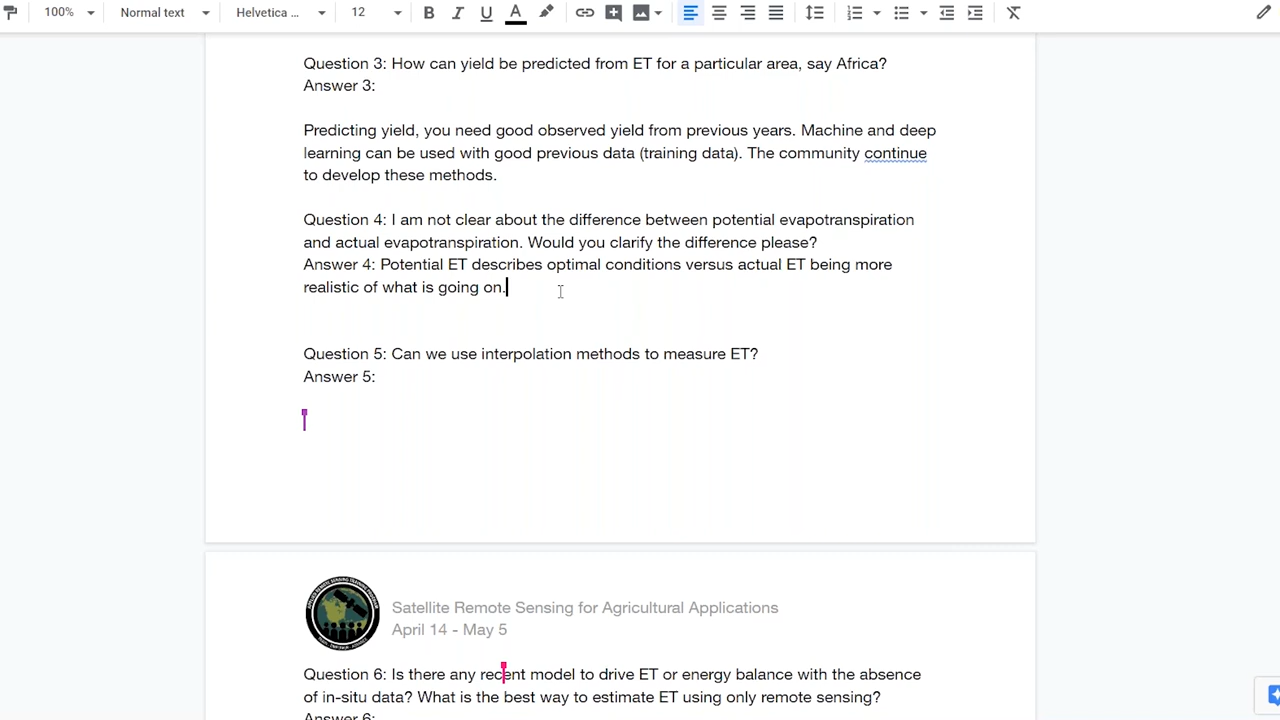 100% Normal text Helvetica ... 12 B I U A
Question 3: How can yield be predicted from ET for a particular area, say Africa?
Answer 3:
Predicting yield, you need good observed yield from previous years. Machine and deep
learning can be used with good previous data (training data). The community continue
to develop these methods.
Question 4: I am not clear about the difference between potential evapotranspiration
and actual evapotranspiration. Would you clarify the difference please?
Answer 4: Potential ET describes optimal conditions versus actual ET being more
realistic of what is going on.
Question 5: Can we use interpolation methods to measure ET?
Answer 5:
Satellite Remote Sensing for Agricultural Applications
April 14 - May 5
Question 6: Is there any recent model to drive ET or energy balance with the absence
of in-situ data? What is the best way to estimate ET using only remote sensing?
Answer 6: